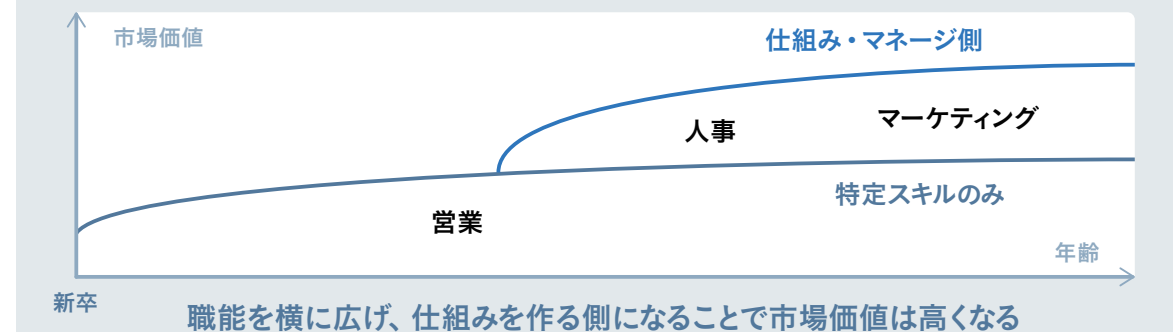 市場価値
仕組み・マネージ側
人事
マーケティング
特定スキルのみ
営業
年齢
新卒
職能を横に広げ、仕組みを作る側になることで市場価値は高くなる